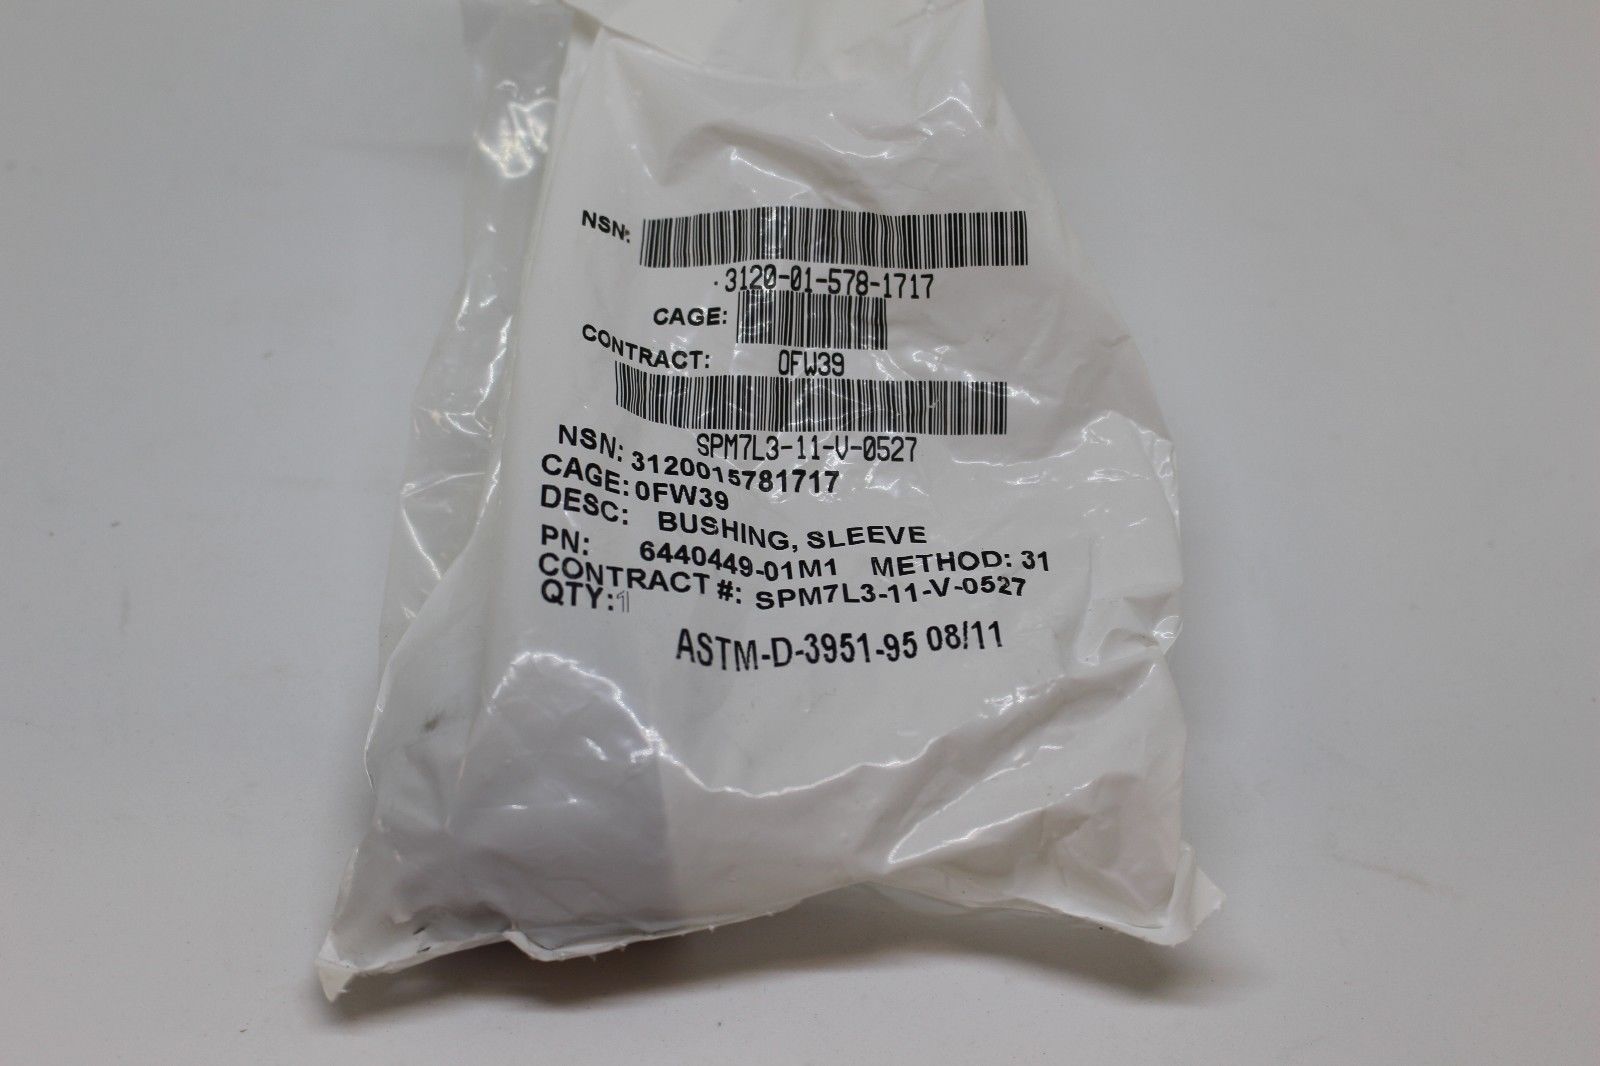 NSN:
3120-01-578-1717
CAGE:
0FW39
CONTRACT:
SPM7L3-11-V-0527
NSN: 3120015781717
CAGE: 0FW39
DESC: BUSHING, SLEEVE
PN: 6440449-01M1 METHOD: 31
CONTRACT #: SPM7L3-11-V-0527
QTY: 1
ASTM-D-3951-95 08/11